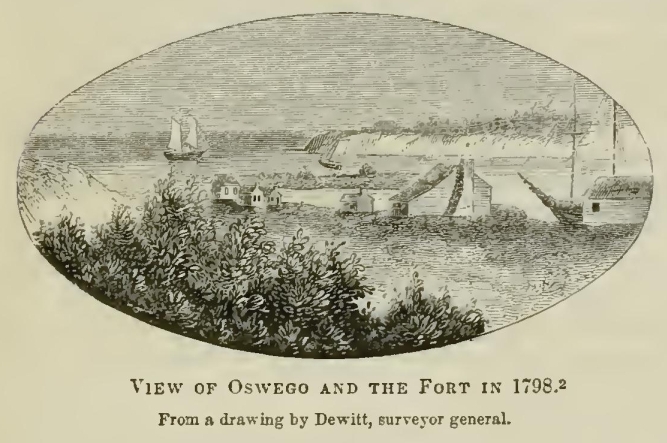 View of Oswego and the Fort in 1798.²
From a drawing by Dewitt, surveyor general.